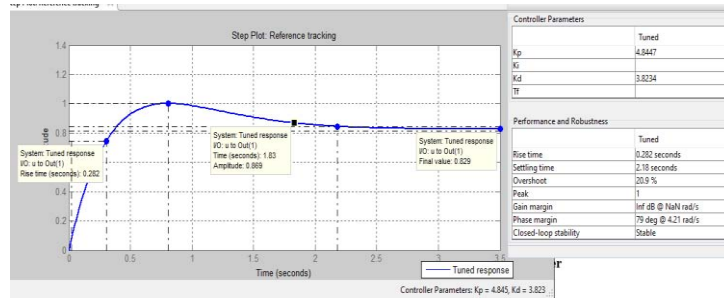 Step Plot: Reference tracking
Step Plot: Reference tracking
1.4
1.2
1
0.8
0.6
0.4
0.2
0
0
0.5
1
1.5
2
2.5
3
3.5
Time (seconds)
System: Tuned response
I/O: u to Out(1)
Rise time (seconds): 0.282
System: Tuned response
I/O: u to Out(1)
Time (seconds): 1.83
Amplitude: 0.869
System: Tuned response
I/O: u to Out(1)
Final value: 0.829
Tuned response
Controller Parameters: Kp = 4.845, Kd = 3.823
Controller Parameters
Tuned
Kp 4.8447
Ki
Kd 3.8234
Tf
Performance and Robustness
Tuned
Rise time 0.282 seconds
Settling time 2.18 seconds
Overshoot 20.9 %
Peak 1
Gain margin Inf dB @ NaN rad/s
Phase margin 79 deg @ 4.21 rad/s
Closed-loop stability Stable